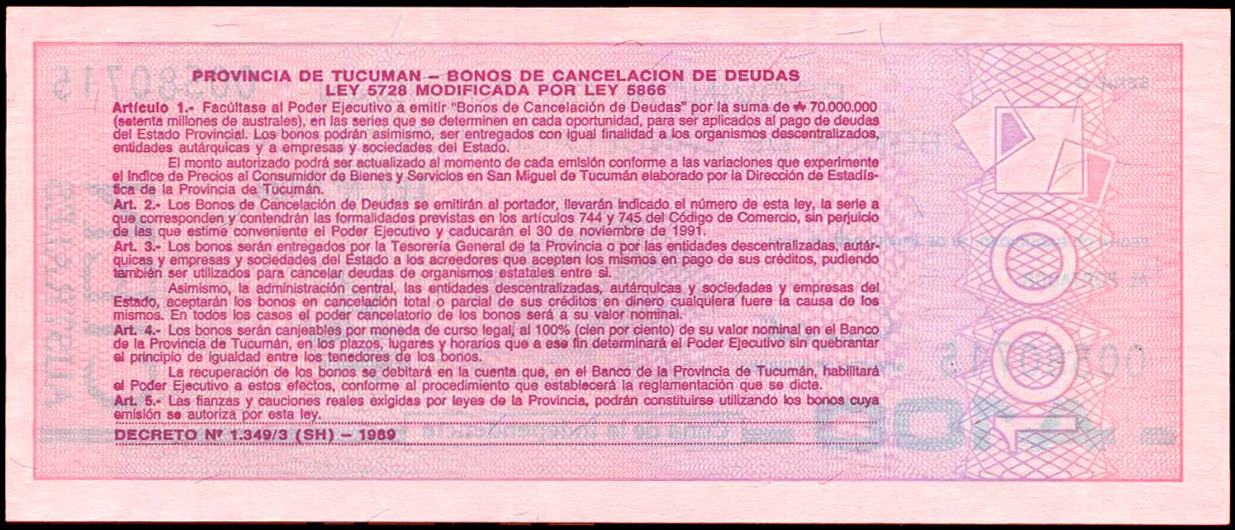 PROVINCIA DE TUCUMAN – BONOS DE CANCELACION DE DEUDAS
LEY 5728 MODIFICADA POR LEY 5866
Artículo 1.- Facúltase al Poder Ejecutivo a emitir "Bonos de Cancelación de Deudas" por la suma de ₳ 70.000.000
(setenta millones de australes), en las series que se determinen en cada oportunidad, para ser aplicados al pago de deudas
del Estado Provincial. Los bonos podrán asimismo, ser entregados con igual finalidad a los organismos descentralizados,
entidades autárquicas y a empresas y sociedades del Estado.
El monto autorizado podrá ser actualizado al momento de cada emisión conforme a las variaciones que experimente
el Indice de Precios al Consumidor de Bienes y Servicios en San Miguel de Tucumán elaborado por la Dirección de Estadís-
tica de la Provincia de Tucumán.
Art. 2.- Los Bonos de Cancelación de Deudas se emitirán al portador, llevarán indicado el número de esta ley, la serie a
que corresponden y contendrán las formalidades previstas en los artículos 744 y 745 del Código de Comercio, sin perjuicio
de las que estime conveniente el Poder Ejecutivo y caducarán el 30 de noviembre de 1991.
Art. 3.- Los bonos serán entregados por la Tesorería General de la Provincia o por las entidades descentralizadas, autár-
quicas y empresas y sociedades del Estado a los acreedores que acepten los mismos en pago de sus créditos, pudiendo
también ser utilizados para cancelar deudas de organismos estatales entre si.
Asimismo, la administración central, las entidades descentralizadas, autárquicas y sociedades y empresas del
Estado, aceptarán los bonos en cancelación total o parcial de sus créditos en dinero cualquiera fuere la causa de los
mismos. En todos los casos el poder cancelatorio de los bonos será a su valor nominal.
Art. 4.- Los bonos serán canjeables por moneda de curso legal, al 100% (cien por ciento) de su valor nominal en el Banco
de la Provincia de Tucumán, en los plazos, lugares y horarios que a ese fin determinará el Poder Ejecutivo sin quebrantar
el principio de igualdad entre los tenedores de los bonos.
La recuperación de los bonos se debitará en la cuenta que, en el Banco de la Provincia de Tucumán, habilitará
el Poder Ejecutivo a estos efectos, conforme al procedimiento que establecerá la reglamentación que se dicte.
Art. 5.- Las fianzas y cauciones reales exigidas por leyes de la Provincia, podrán constituirse utilizando los bonos cuya
emisión se autoriza por esta ley.
DECRETO Nº 1.349/3 (SH) – 1989
100